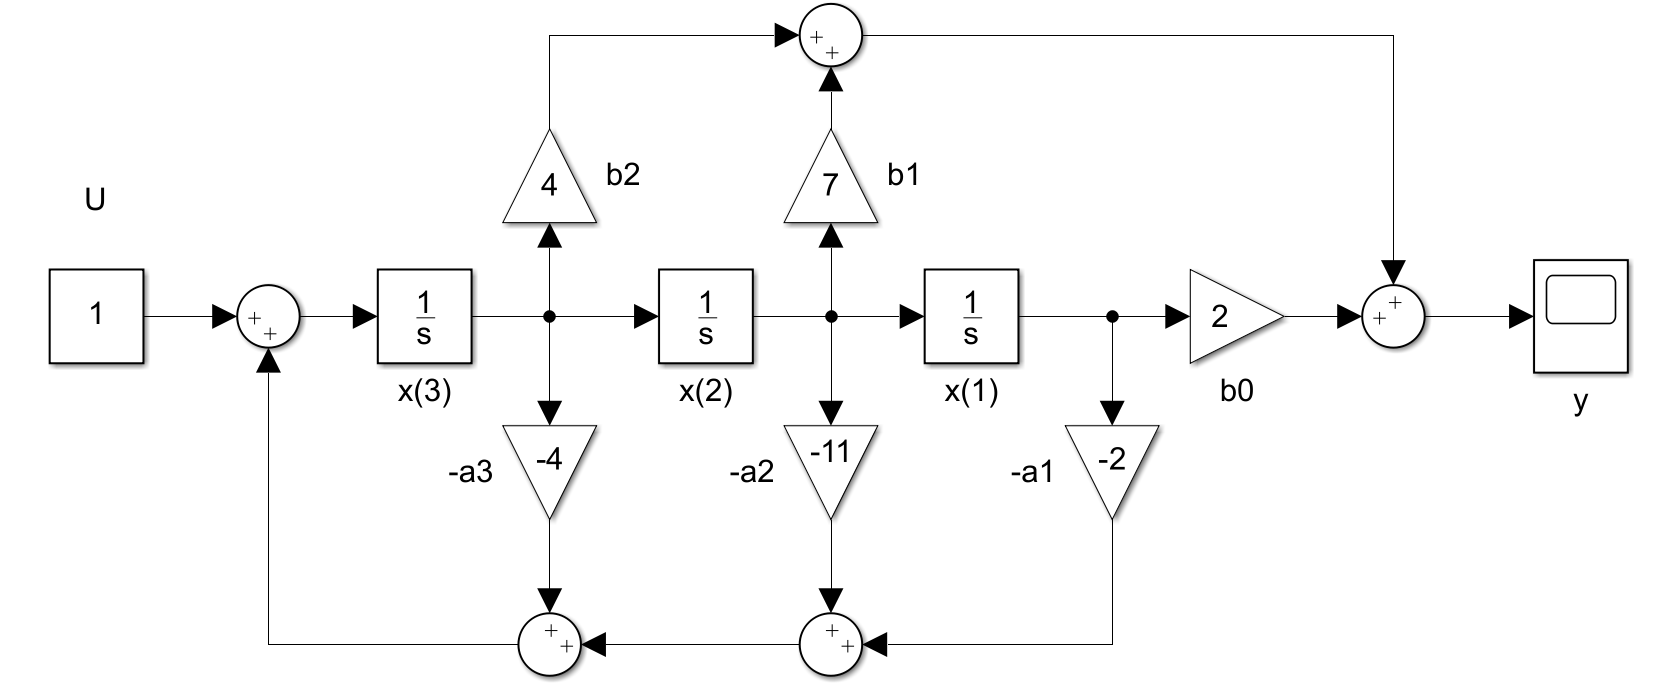 +
+
U
4
b2
7
b1
1
+
+
1
s
x(3)
1
s
x(2)
1
s
x(1)
2
b0
+
+
y
-a3
-4
-a2
-11
-a1
-2
+
+
+
+